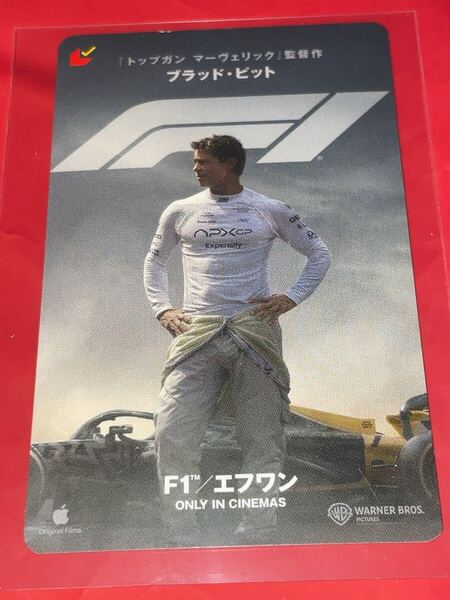 『トップガン マーヴェリック』監督作
ブラッド・ピット
F1
APXGP
Expensify
F1™/エフワン
ONLY IN CINEMAS
Original Films
WB
WARNER BROS.
PICTURES